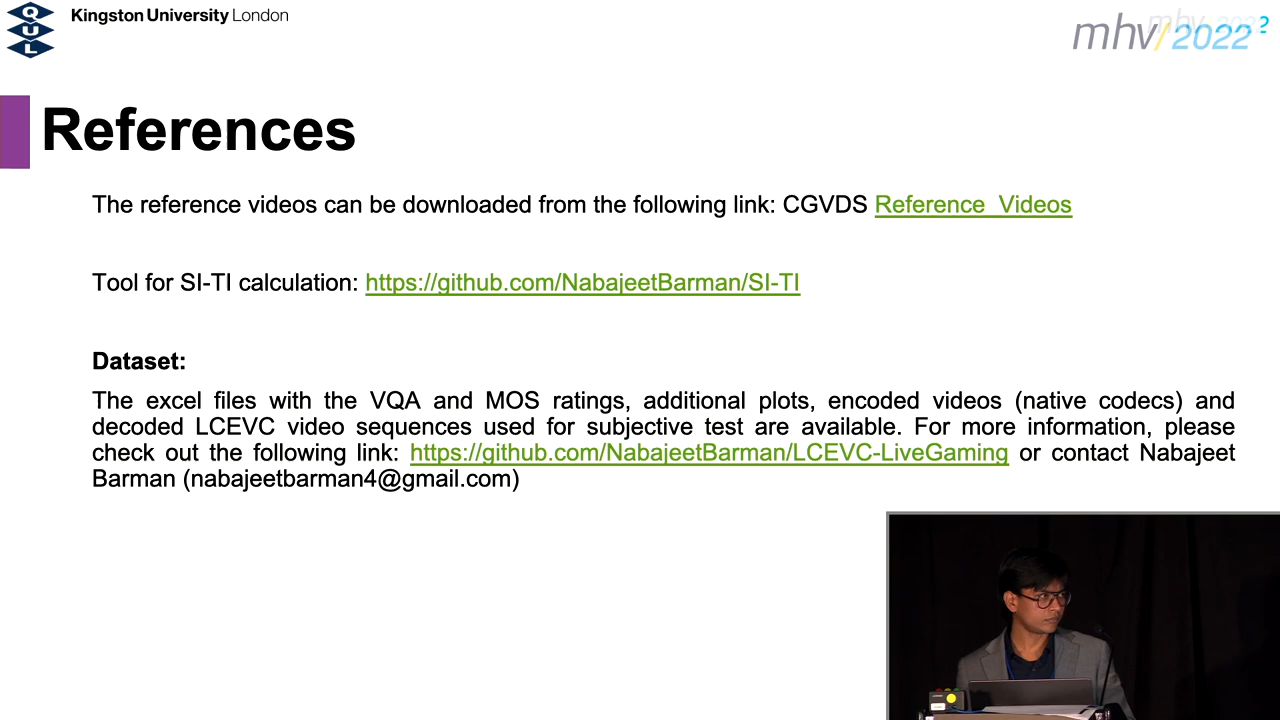 QUL
Kingston University London
mhv/2022
mhv/2022
References
The reference videos can be downloaded from the following link: CGVDS Reference_Videos
Tool for SI-TI calculation: https://github.com/NabajeetBarman/SI-TI
Dataset:
The excel files with the VQA and MOS ratings, additional plots, encoded videos (native codecs) and
decoded LCEVC video sequences used for subjective test are available. For more information, please
check out the following link: https://github.com/NabajeetBarman/LCEVC-LiveGaming or contact Nabajeet
Barman (nabajeetbarman4@gmail.com)